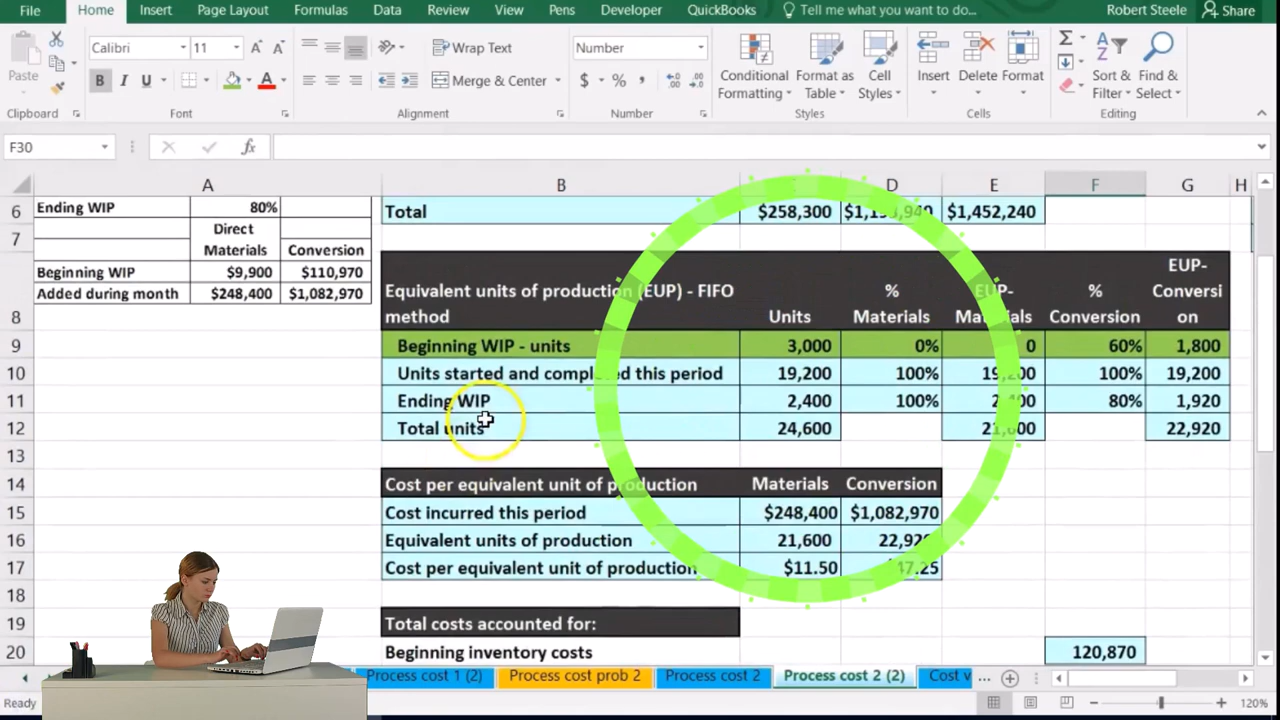 File Home Insert Page Layout Formulas Data Review View Pens Developer QuickBooks Tell me what you want to do... Robert Steele Share
Calibri 11 Wrap Text Number
Paste B I U A Merge & Center $ % , Conditional Formatting Format as Table Cell Styles Insert Delete Format Sort & Filter Find & Select
Clipboard Font Alignment Number Styles Cells Editing
F30 fx
A B D E F G H
6 Ending WIP 80% Total $258,300 $1,452,240
7 Direct
Materials Conversion
8 Beginning WIP $9,900 $110,970 Equivalent units of production (EUP) - FIFO method Units % Materials EUP- Materials % Conversion EUP- Conversi on
Added during month $248,400 $1,082,970
9 Beginning WIP - units 3,000 0% 0 60% 1,800
10 Units started and completed this period 19,200 100% 19,200 100% 19,200
11 Ending WIP 2,400 100% 2,400 80% 1,920
12 Total units 24,600 21,600 22,920
13
14 Cost per equivalent unit of production Materials Conversion
15 Cost incurred this period $248,400 $1,082,970
16 Equivalent units of production 21,600 22,920
17 Cost per equivalent unit of production $11.50 $47.25
18
19 Total costs accounted for:
20 Beginning inventory costs 120,870
Process cost 1 (2) Process cost prob 2 Process cost 2 Process cost 2 (2) Cost v ...
Ready 120%